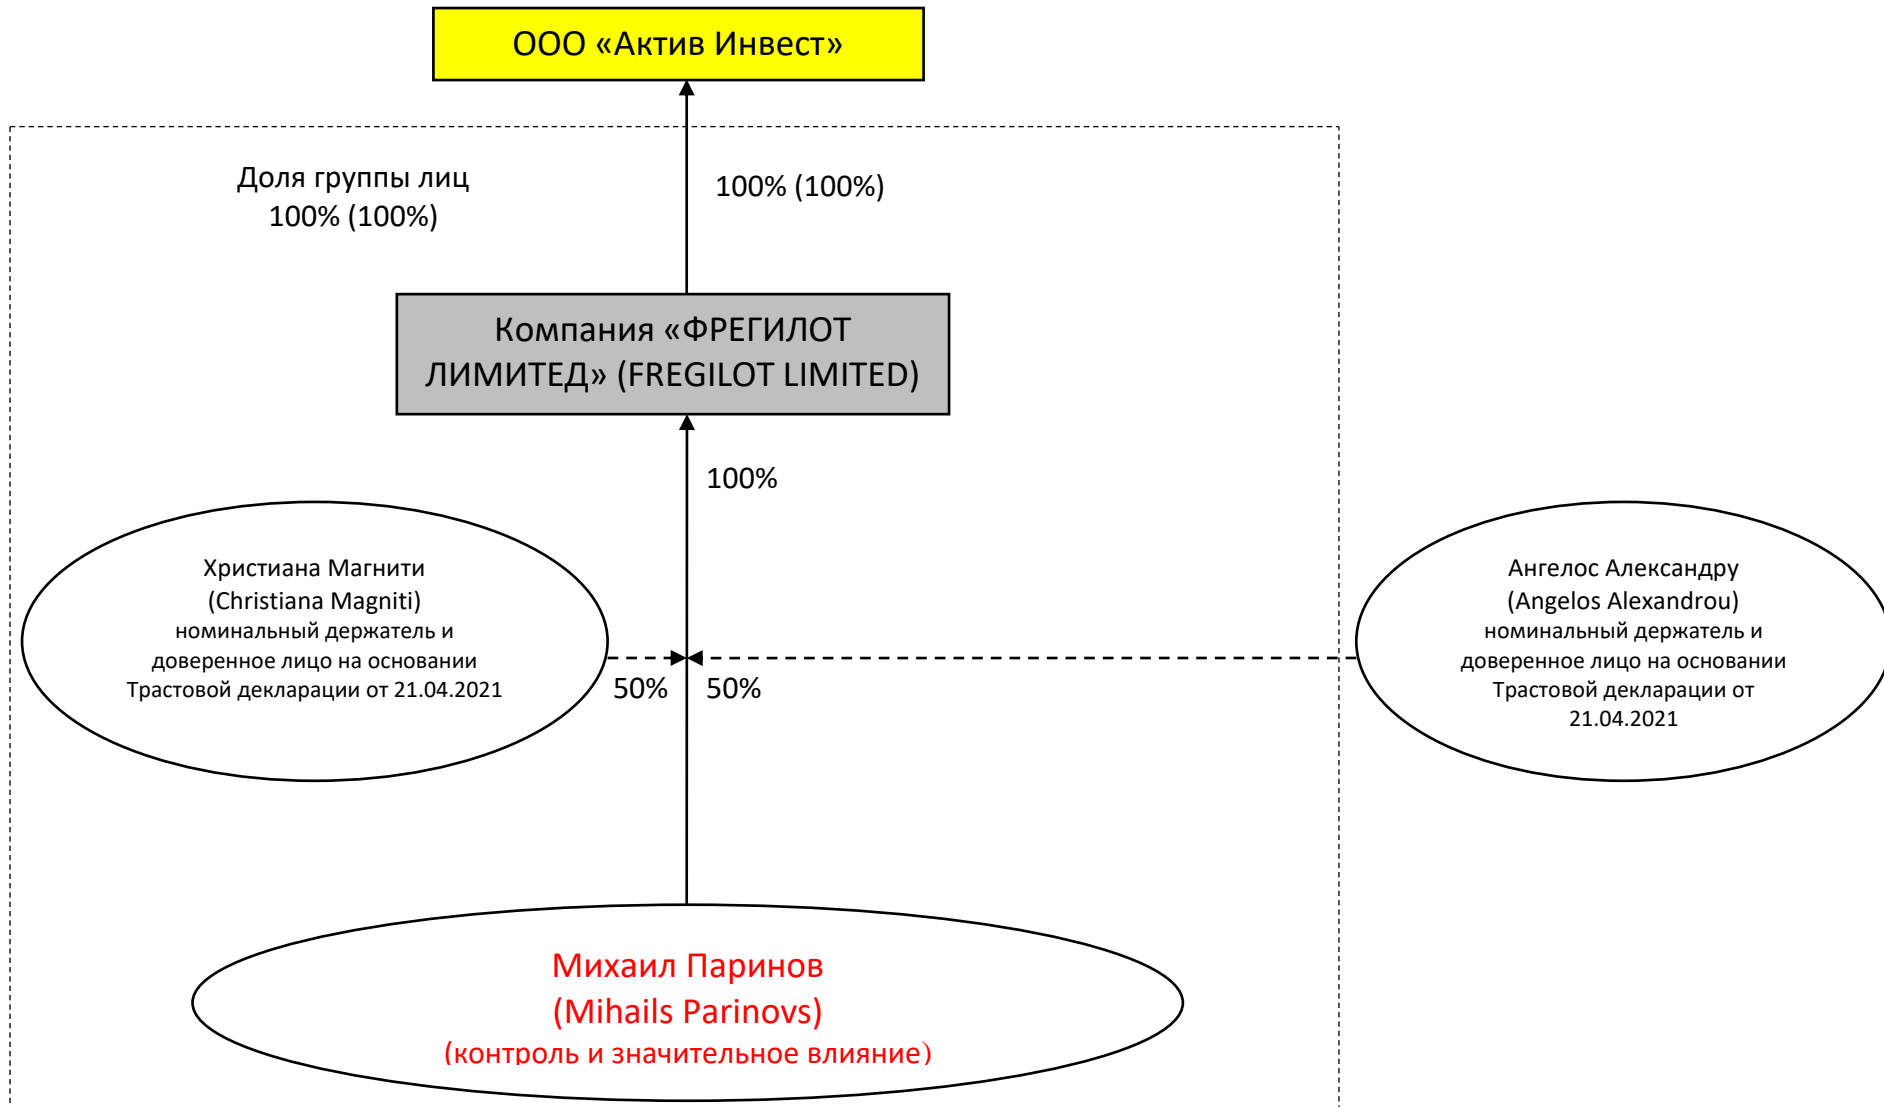 ООО «Актив Инвест»
Доля группы лиц
100% (100%)
100% (100%)
Компания «ФРЕГИЛОТ
ЛИМИТЕД» (FREGILOT LIMITED)
100%
Христиана Магнити
(Christiana Magniti)
номинальный держатель и
доверенное лицо на основании
Трастовой декларации от 21.04.2021
50%
50%
Ангелос Александру
(Angelos Alexandrou)
номинальный держатель и
доверенное лицо на основании
Трастовой декларации от
21.04.2021
Михаил Паринов
(Mihails Parinovs)
(контроль и значительное влияние)